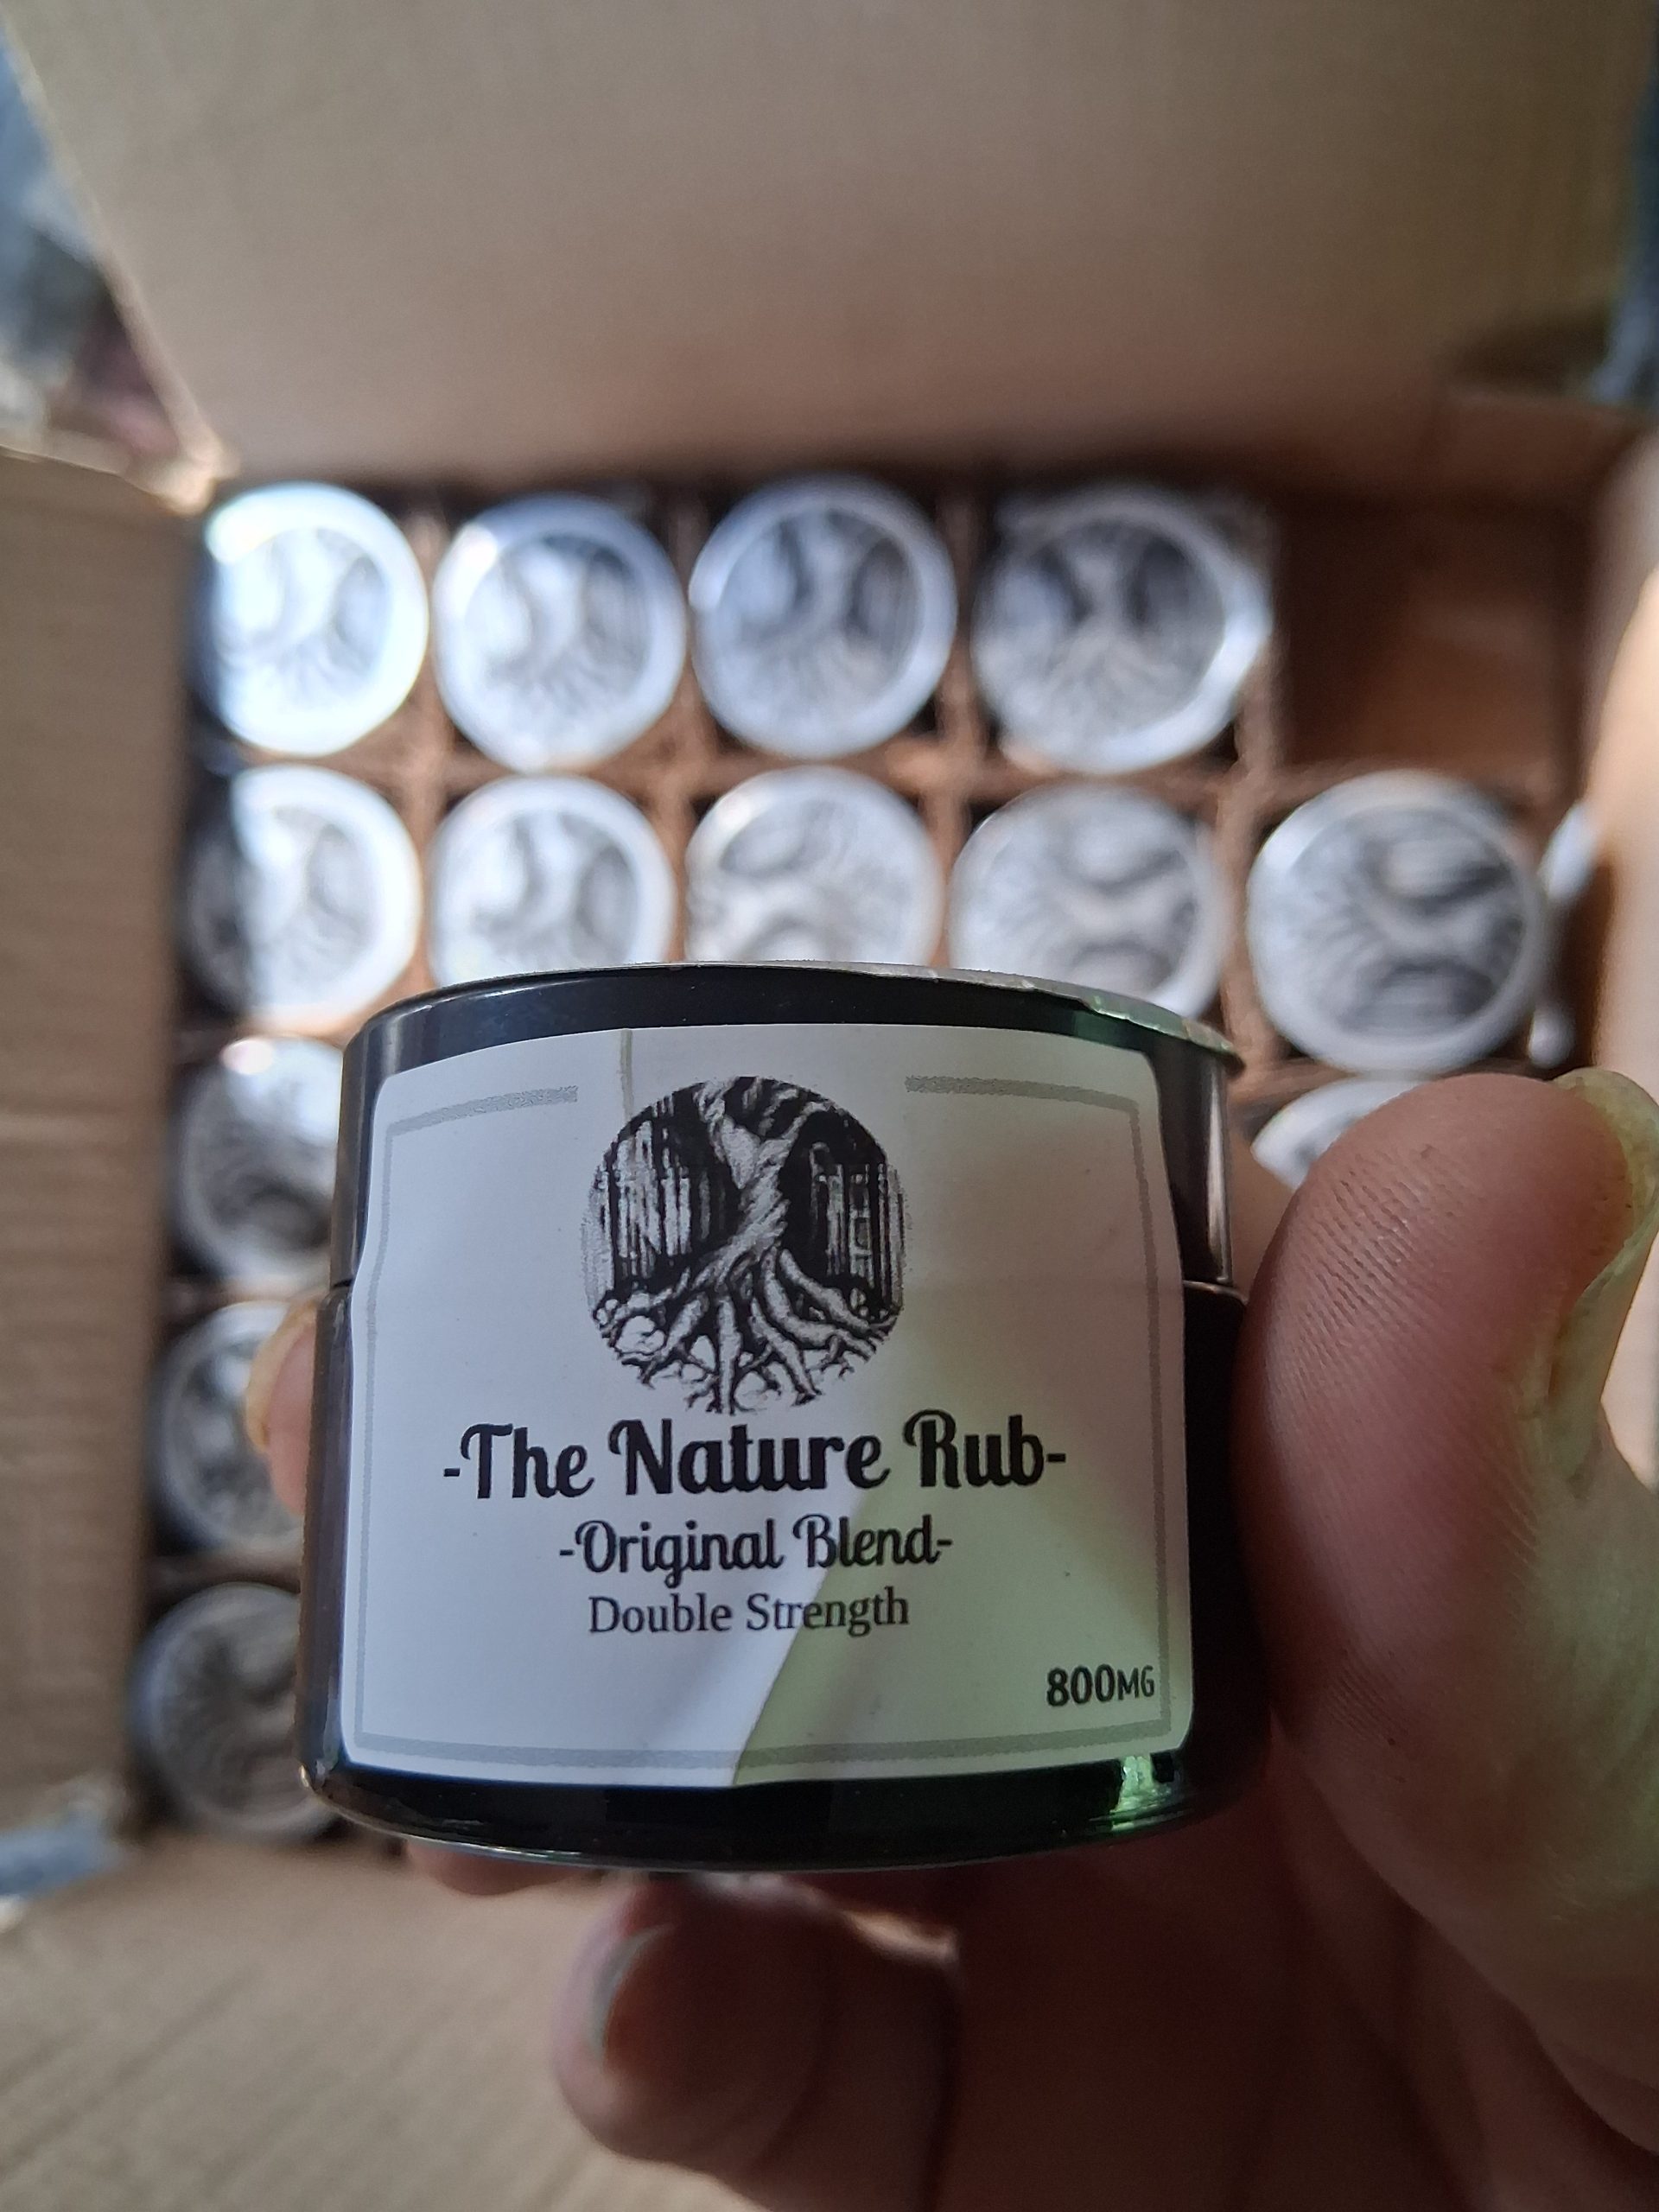 -The Nature Rub-
-Original Blend-
Double Strength
800MG